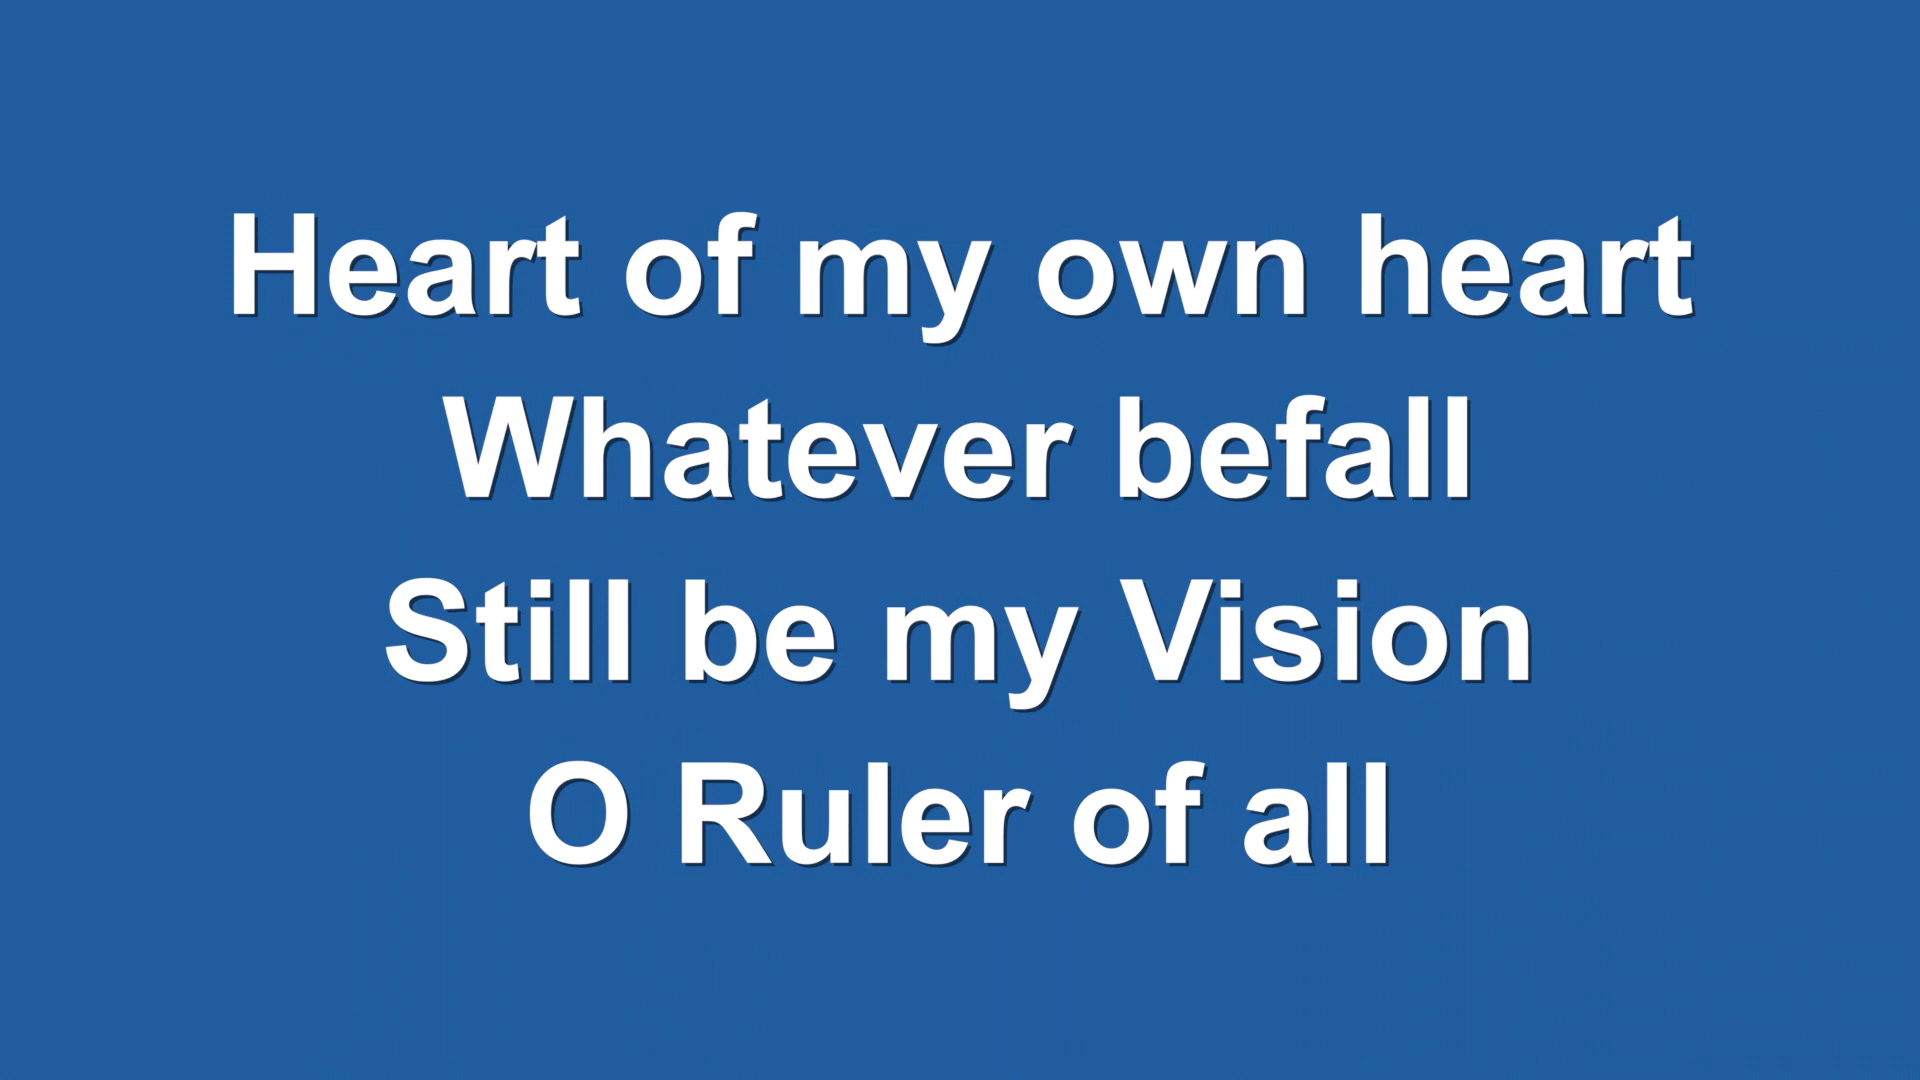 Heart of my own heart
Whatever befall
Still be my Vision
O Ruler of all